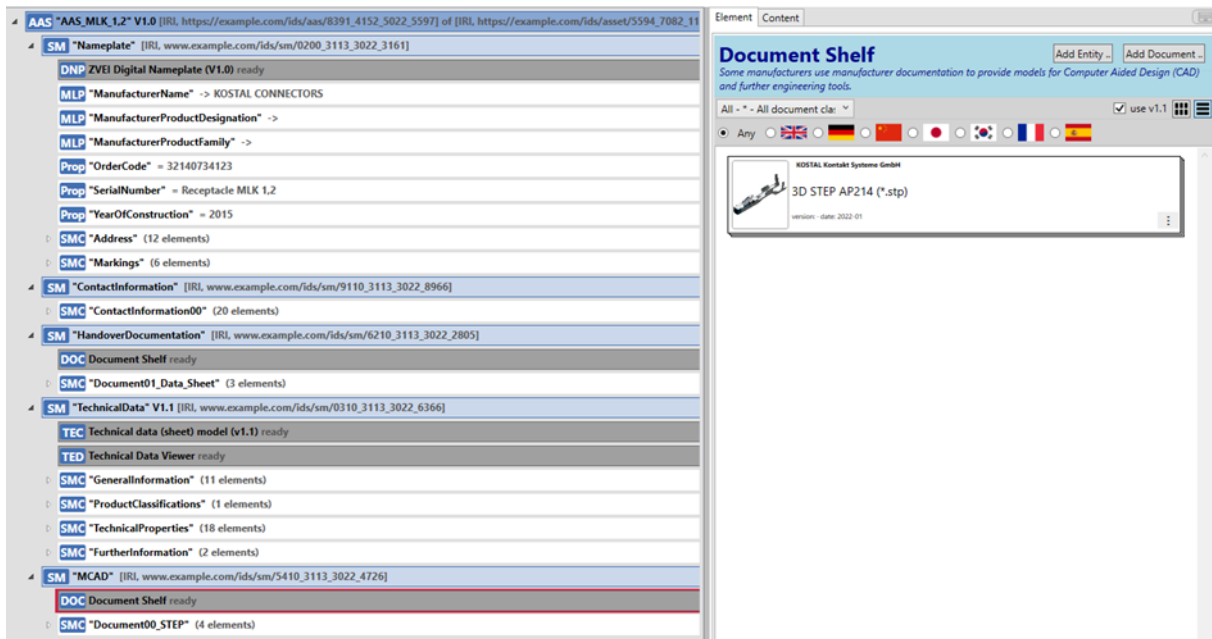 AAS "AAS_MLK_1,2" V1.0 [IRI, https://example.com/ids/aas/8391_4152_5022_5597] of [IRI, https://example.com/ids/asset/5594_7082_11
SM "Nameplate" [IRI, www.example.com/ids/sm/0200_3113_3022_3161]
DNP ZVEI Digital Nameplate (V1.0) ready
MLP "ManufacturerName" -> KOSTAL CONNECTORS
MLP "ManufacturerProductDesignation" ->
MLP "ManufacturerProductFamily" ->
Prop "OrderCode" = 32140734123
Prop "SerialNumber" = Receptacle MLK 1,2
Prop "YearOfConstruction" = 2015
SMC "Address" (12 elements)
SMC "Markings" (6 elements)
SM "ContactInformation" [IRI, www.example.com/ids/sm/9110_3113_3022_8966]
SMC "ContactInformation00" (20 elements)
SM "HandoverDocumentation" [IRI, www.example.com/ids/sm/6210_3113_3022_2805]
DOC Document Shelf ready
SMC "Document01_Data_Sheet" (3 elements)
SM "TechnicalData" V1.1 [IRI, www.example.com/ids/sm/0310_3113_3022_6366]
TEC Technical data (sheet) model (v1.1) ready
TED Technical Data Viewer ready
SMC "GeneralInformation" (11 elements)
SMC "ProductClassifications" (1 elements)
SMC "TechnicalProperties" (18 elements)
SMC "FurtherInformation" (2 elements)
SM "MCAD" [IRI, www.example.com/ids/sm/5410_3113_3022_4726]
DOC Document Shelf ready
SMC "Document00_STEP" (4 elements)
Element Content
Document Shelf Add Entity .. Add Document ..
Some manufacturers use manufacturer documentation to provide models for Computer Aided Design (CAD)
and further engineering tools.
All - * - All document cla: use v1.1
Any
KOSTAL Kontakt Systeme GmbH
3D STEP AP214 (*.stp)
version: - date: 2022-01